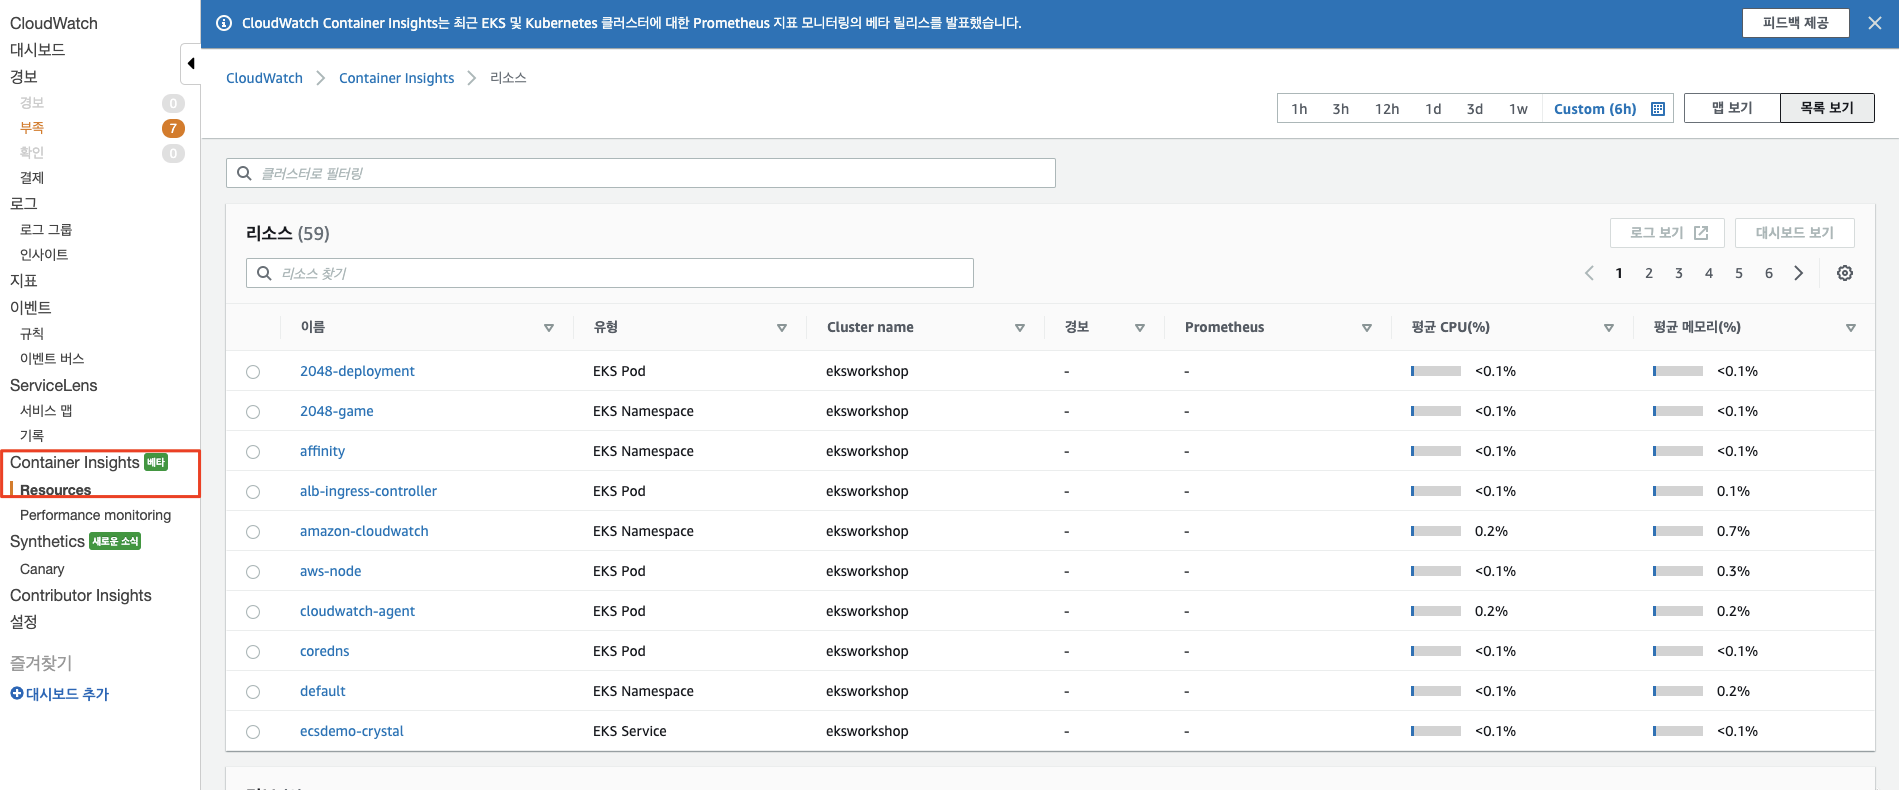 CloudWatch
대시보드
경보
경보 0
부족 7
확인 0
결제
로그
로그 그룹
인사이트
지표
이벤트
규칙
이벤트 버스
ServiceLens
서비스 맵
기록
Container Insights 베타
Resources
Performance monitoring
Synthetics 새로운 소식
Canary
Contributor Insights
설정
즐겨찾기
대시보드 추가
CloudWatch Container Insights는 최근 EKS 및 Kubernetes 클러스터에 대한 Prometheus 지표 모니터링의 베타 릴리스를 발표했습니다.
피드백 제공
CloudWatch Container Insights 리소스
1h 3h 12h 1d 3d 1w Custom (6h) 맵 보기 목록 보기
클러스터로 필터링
리소스 (59) 로그 보기 대시보드 보기
리소스 찾기 1 2 3 4 5 6
이름 유형 Cluster name 경보 Prometheus 평균 CPU(%) 평균 메모리(%)
2048-deployment EKS Pod eksworkshop - - <0.1% <0.1%
2048-game EKS Namespace eksworkshop - - <0.1% <0.1%
affinity EKS Namespace eksworkshop - - <0.1% <0.1%
alb-ingress-controller EKS Pod eksworkshop - - <0.1% 0.1%
amazon-cloudwatch EKS Namespace eksworkshop - - 0.2% 0.7%
aws-node EKS Pod eksworkshop - - <0.1% 0.3%
cloudwatch-agent EKS Pod eksworkshop - - 0.2% 0.2%
coredns EKS Pod eksworkshop - - <0.1% <0.1%
default EKS Namespace eksworkshop - - <0.1% 0.2%
ecsdemo-crystal EKS Service eksworkshop - - <0.1% <0.1%